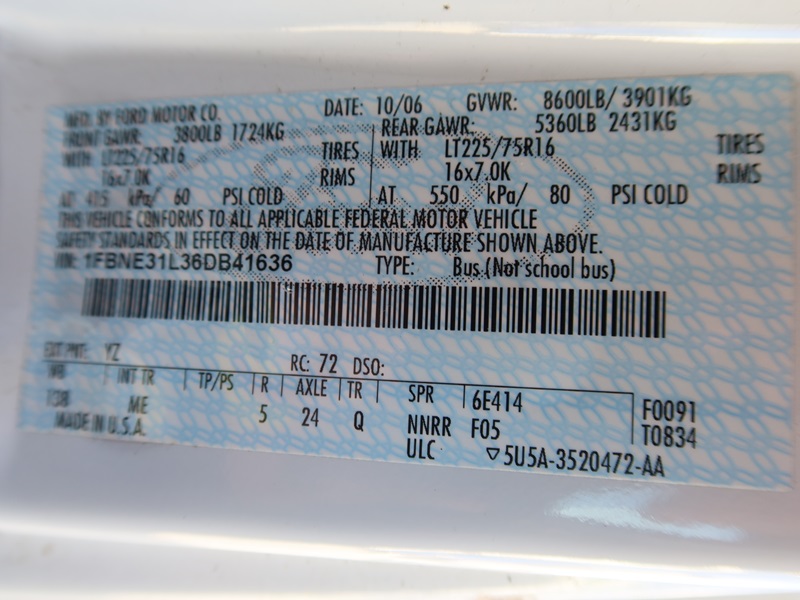 MFD. BY FORD MOTOR CO. DATE: 10/06 GVWR: 8600LB/ 3901KG
FRONT GAWR: 3800LB 1724KG REAR GAWR: 5360LB 2431KG
WITH LT225/75R16 TIRES WITH LT225/75R16 TIRES
16x7.0K RIMS 16x7.0K RIMS
AT 415 kPa/ 60 PSI COLD AT 550 kPa/ 80 PSI COLD
THIS VEHICLE CONFORMS TO ALL APPLICABLE FEDERAL MOTOR VEHICLE
SAFETY STANDARDS IN EFFECT ON THE DATE OF MANUFACTURE SHOWN ABOVE.
VIN: 1FBNE31L36DB41636 TYPE: Bus (Not school bus)
EXT PNT: YZ RC: 72 DSO:
WB INT TR TP/PS R AXLE TR SPR 6E414 F0091
138 ME 5 24 Q NNRR F05 T0834
MADE IN U.S.A. ULC ▽5U5A-3520472-AA